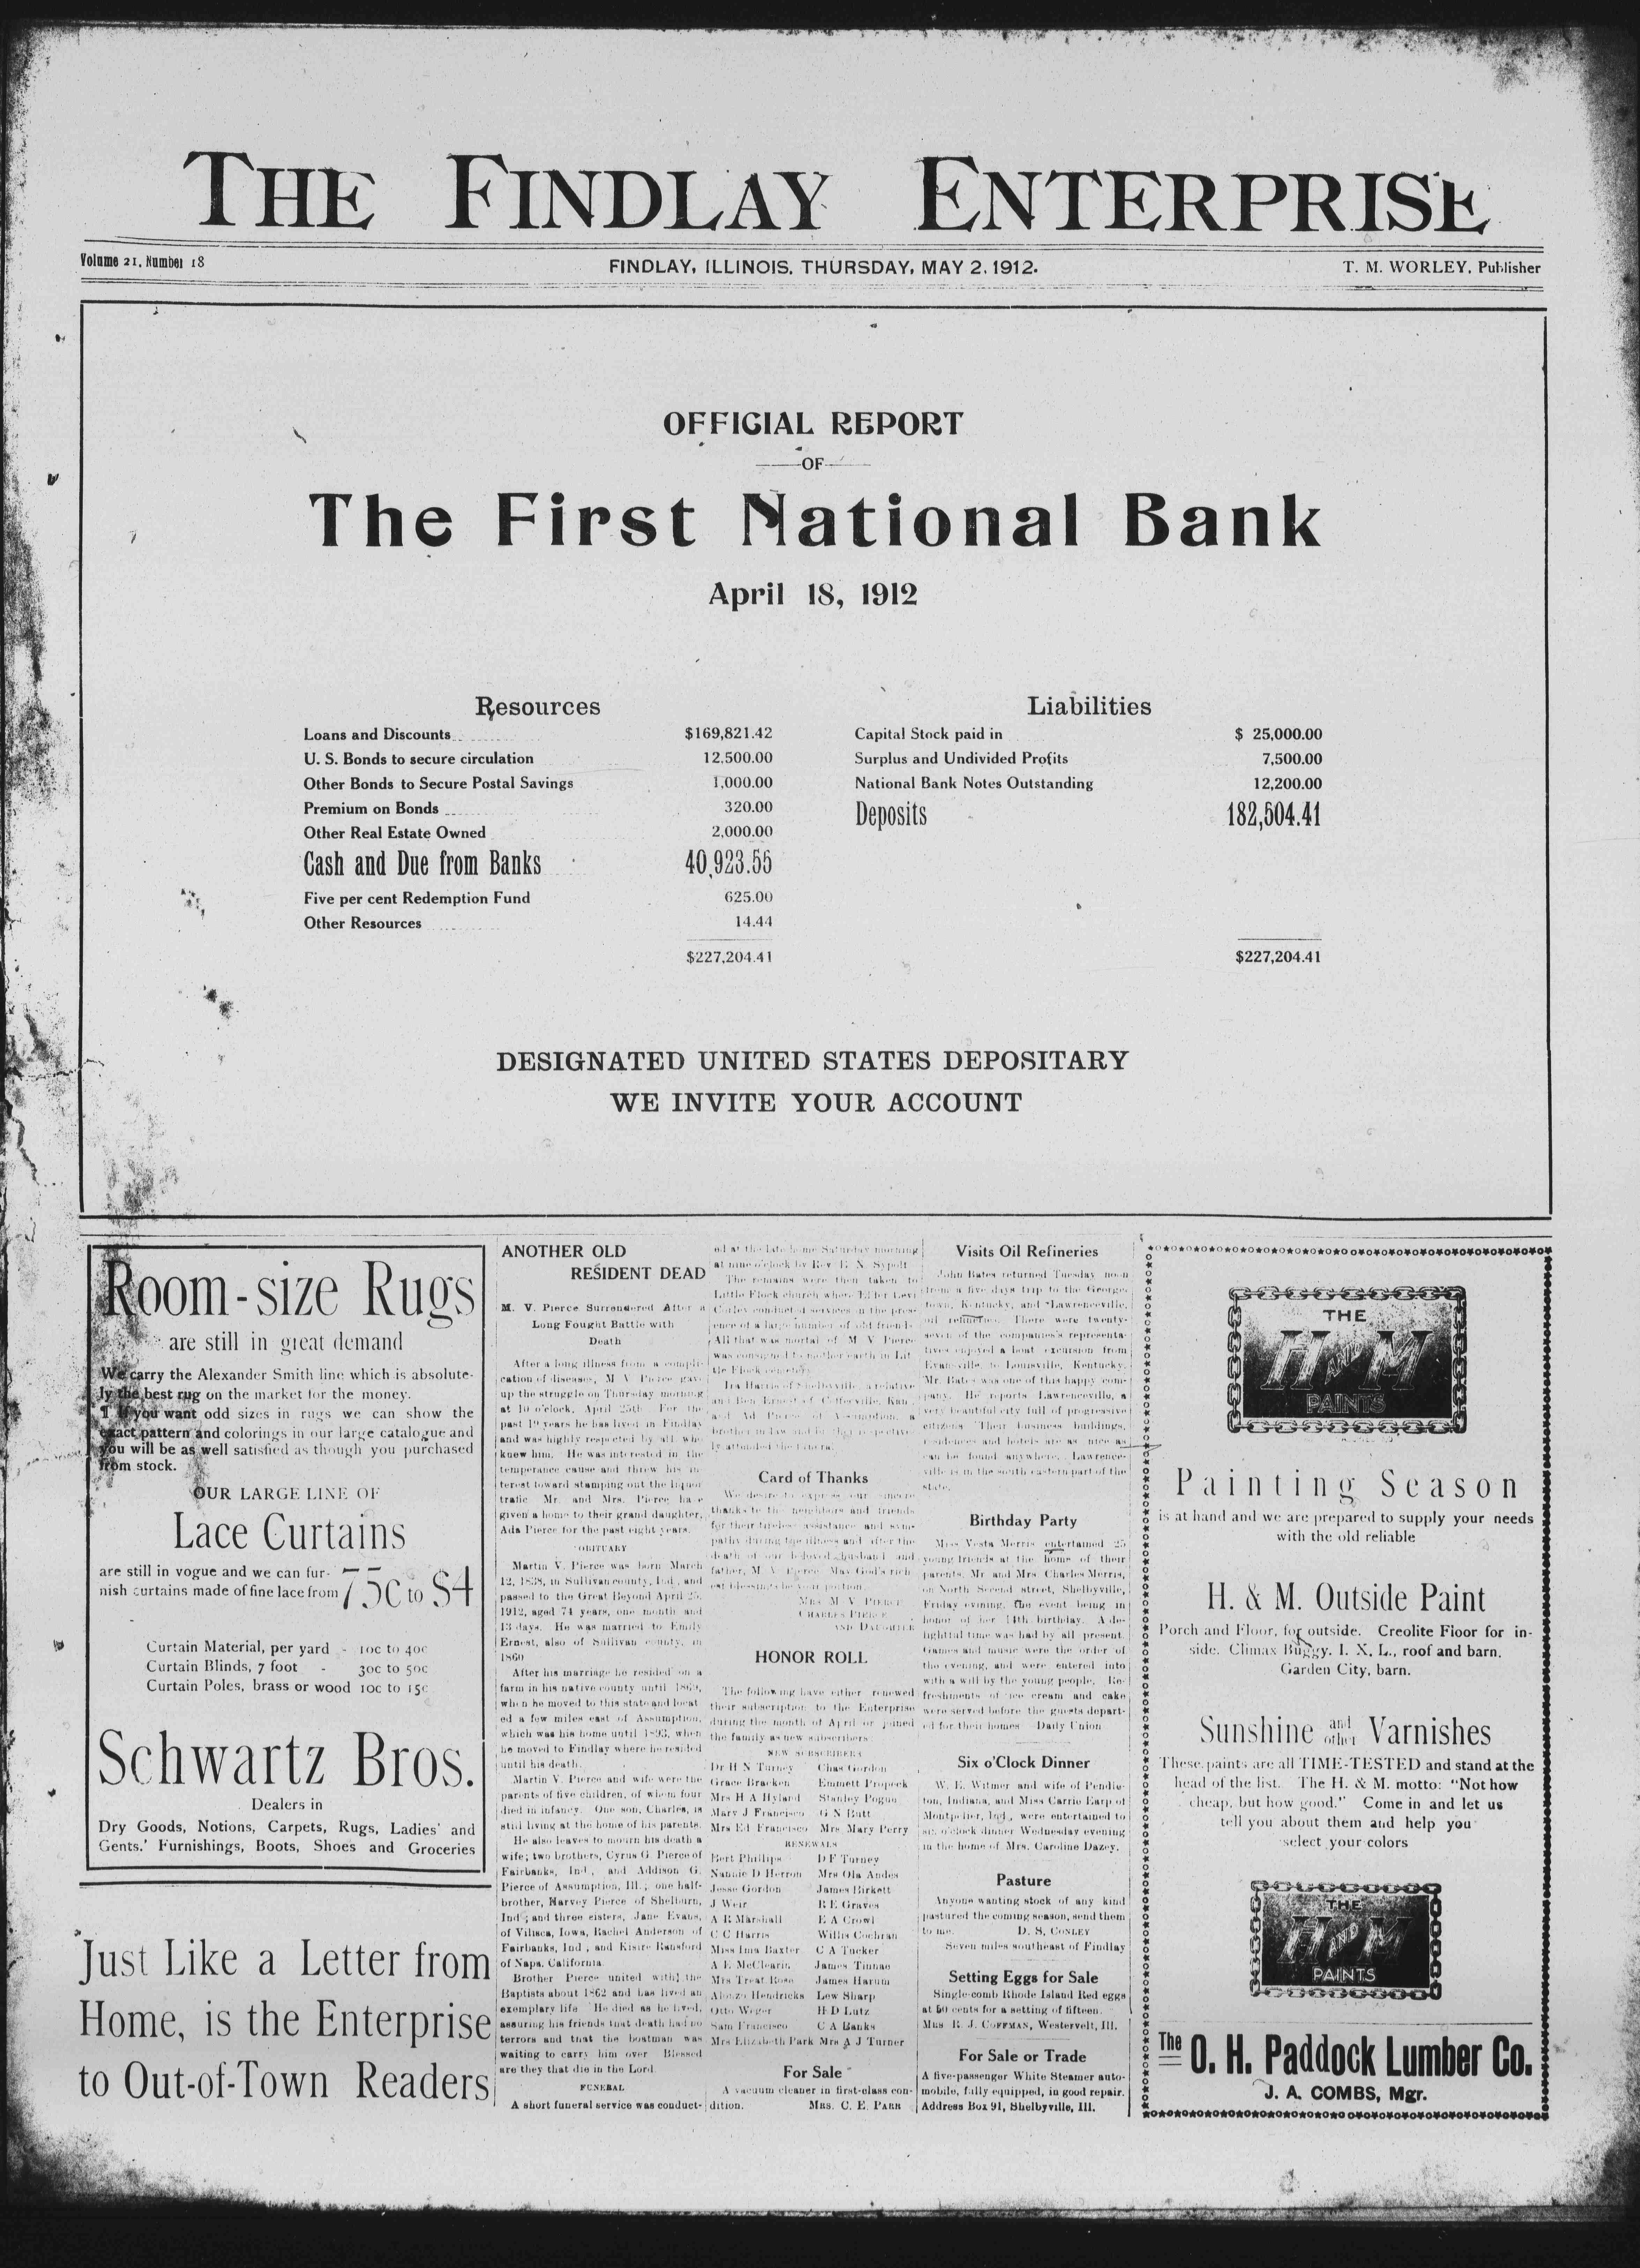 THE FINDLAY ENTERPRISE
Volume 21, Number 18
FINDLAY, ILLINOIS, THURSDAY, MAY 2, 1912.
T. M. WORLEY, Publisher
OFFICIAL REPORT
OF
The First National Bank
April 18, 1912
Resources
Loans and Discounts $169,821.42
U. S. Bonds to secure circulation 12,500.00
Other Bonds to Secure Postal Savings 1,000.00
Premium on Bonds 320.00
Other Real Estate Owned 2,000.00
Cash and Due from Banks 40,923.55
Five per cent Redemption Fund 625.00
Other Resources 14.44
$227,204.41
Liabilities
Capital Stock paid in $ 25,000.00
Surplus and Undivided Profits 7,500.00
National Bank Notes Outstanding 12,200.00
Deposits 182,504.41
$227,204.41
DESIGNATED UNITED STATES DEPOSITARY
WE INVITE YOUR ACCOUNT
Room-size Rugs
are still in great demand
We carry the Alexander Smith line which is absolute-
ly the best rug on the market for the money.
If you want odd sizes in rugs we can show the
exact pattern and colorings in our large catalogue and
you will be as well satisfied as though you purchased
from stock.
OUR LARGE LINE OF
Lace Curtains
are still in vogue and we can fur-
nish curtains made of fine lace from 75c to $4
Curtain Material, per yard - 10c to 40c
Curtain Blinds, 7 foot - 30c to 50c
Curtain Poles, brass or wood 10c to 15c
Schwartz Bros.
Dealers in
Dry Goods, Notions, Carpets, Rugs, Ladies' and
Gents.' Furnishings, Boots, Shoes and Groceries
Just Like a Letter from
Home, is the Enterprise
to Out-of-Town Readers
ANOTHER OLD
RESIDENT DEAD
M. V. Pierce Surrendered After a
Long Fought Battle with
Death
After a long illness from a compli-
cation of diseases, M V Pierce gave
up the struggle on Thursday morning
at 10 o'clock, April 25th. For the
past 19 years he has lived in Findlay
and was highly respected by all who
knew him. He was interested in the
temperance cause and threw his in-
terest toward stamping out the liquor
trafic. Mr. and Mrs. Pierce have
given a home to their grand daughter,
Ada Pierce for the past eight years.
OBITUARY
Martin V. Pierce was born March
12, 1838, in Sullivan county, Ind., and
passed to the Great Beyond April 25,
1912, aged 74 years, one month and
13 days. He was married to Emily
Ernest, also of Sullivan county, in
1860
After his marriage he resided on a
farm in his native county until 1869,
when he moved to this state and locat
ed a few miles east of Assumption,
which was his home until 1893, when
he moved to Findlay where he resided
until his death.
Martin V. Pierce and wife were the
parents of five children, of whom four
died in infancy. One son, Charles, is
still living at the home of his parents.
He also leaves to mourn his death a
wife; two brothers, Cyrus G. Pierce of
Fairbanks, Ind., and Addison G.
Pierce of Assumption, Ill.; one half-
brother, Harvey Pierce of Shelburn,
Ind; and three sisters, Jane Evans,
of Vilisca, Iowa, Rachel Anderson of
Fairbanks, Ind, and Kisire Ransford
of Napa, California
Brother Pierce united with the
Baptists about 1862 and has lived an
exemplary life. He died as he lived,
assuring his friends that death had no
terrors and that the boatman was
waiting to carry him over. Blessed
are they that die in the Lord.
FUNERAL
A short funeral service was conduct-
ed at the late home Saturday morning
at nine o'clock by Rev. B. N. Sypolt
The remains were then taken to
Little Flock church where Elder Levi
Corley conducted services in the pres-
ence of a large number of old friends
All that was mortal of M V Pierce
was consigned to mother earth in Lit
tle Flock cemetery.
Ira Harris of Shelbyville, a relative
and Ben Ernest of Kan.,
and Ad Pierce of Assumption, a
brother in law and
attended the funeral.
Card of Thanks
We desire to express our sincere
thanks to the neighbors and friends
for their tireless assistance and sym-
pathy during the illness and after the
death of our beloved husband and
father, M V Pierce. May God's rich
est blessings be your portion.
MRS M V PIERCE
CHARLES PIERCE
AND DAUGHTER
HONOR ROLL
The following have either renewed
their subscription to the Enterprise
during the month of April or joined
the family as new subscribers
NEW SUBSCRIBERS
Dr H N Turney Chas Gordon
Grace Bracken Emmett Propeck
Mrs H A Hyland Stanley Pogue
Mary J Francisco G N Butt
Mrs Ed Francisco Mrs Mary Perry
RENEWALS
Bert Phillips D F Turney
Nannie D Herron Mrs Ola Andes
Jesse Gordon James Birkett
J Weir R E Graves
A R Marshall E A Crowl
C C Harris Willis Cochran
Miss Ima Baxter C A Tucker
A E McClearin James Tinnae
Mrs Treat Rose James Harum
Alonzo Hendricks Lew Sharp
Otto Weger H D Lutz
Sam Francisco C A Banks
Mrs Elizabeth Park Mrs A J Turner
For Sale
A vacuum cleaner in first-class con-
dition. MRS. C. E. PARR
Visits Oil Refineries
John Bates returned Tuesday noon
from a five days trip to the George-
town, Kentucky, and Lawrenceville,
oil refineries. There were twenty-
seven of the companies's representa-
tives enjoyed a boat excursion from
Evansville, to Louisville, Kentucky.
Mr. Bates was one of this happy com-
pany. He reports Lawrenceville, a
very beautiful city full of progressive
citizens. Their business buildings,
residences and hotels are as nice as
can be found anywhere. Lawrence-
ville is in the south eastern part of the
state.
Birthday Party
Miss Vesta Merris entertained 25
young friends at the home of their
parents, Mr and Mrs Charles Merris,
on North Second street, Shelbyville,
Friday evining, the event being in
honor of her 14th birthday. A de-
lightful time was had by all present.
Games and music were the order of
the evening, and were entered into
with a will by the young people. Re-
freshments of ice cream and cake
were served before the guests depart-
ed for their homes Daily Union
Six o'Clock Dinner
W. E. Witmer and wife of Pendle-
ton, Indiana, and Miss Carrie Earp of
Montpelier, Ind., were entertained to
six o'clock dinner Wednesday evening
in the home of Mrs. Caroline Dazey.
Pasture
Anyone wanting stock of any kind
pastured the coming season, send them
to me. D. S. CONLEY
Seven miles southeast of Findlay
Setting Eggs for Sale
Single-comb Rhode Island Red eggs
at 50 cents for a setting of fifteen.
MRS R. J. COFFMAN, Westervelt, Ill.
For Sale or Trade
A five-passenger White Steamer auto-
mobile, fully equipped, in good repair.
Address Box 91, Shelbyville, Ill.
THE
H AND M
PAINTS
Painting Season
is at hand and we are prepared to supply your needs
with the old reliable
H. & M. Outside Paint
Porch and Floor, for outside. Creolite Floor for in-
side. Climax Buggy. I. X. L., roof and barn.
Garden City, barn.
Sunshine and other Varnishes
These paints are all TIME-TESTED and stand at the
head of the list. The H. & M. motto: "Not how
cheap, but how good." Come in and let us
tell you about them and help you
select your colors
THE
H AND M
PAINTS
The O. H. Paddock Lumber Co.
J. A. COMBS, Mgr.